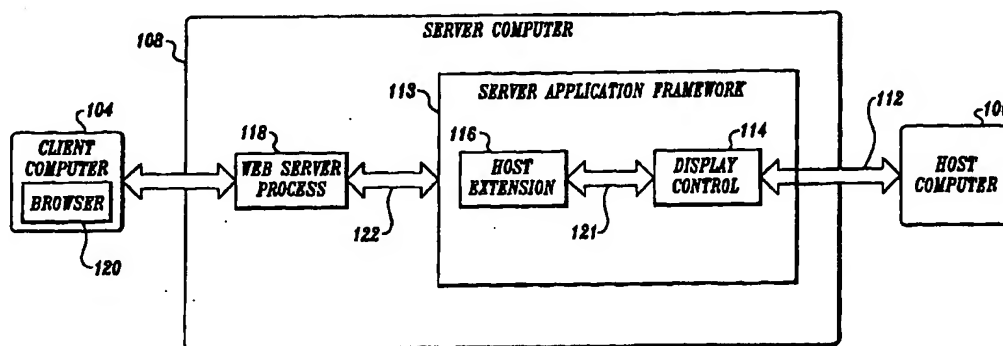 SERVER COMPUTER
108
113
SERVER APPLICATION FRAMEWORK
112
104
CLIENT COMPUTER
BROWSER
120
118
WEB SERVER
PROCESS
122
116
HOST
EXTENSION
121
114
DISPLAY
CONTROL
HOST
COMPUTER